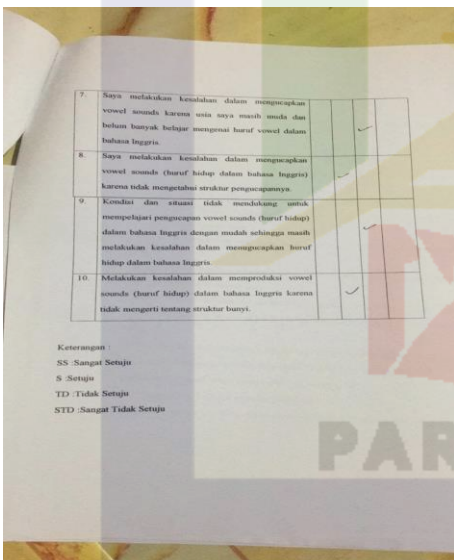 7. Saya melakukan kesalahan dalam mengucapkan
vowel sounds karena usia saya masih muda dan
belum banyak belajar mengenai huruf vowel dalam
bahasa Inggris.
8. Saya melakukan kesalahan dalam mengucapkan
vowel sounds (huruf hidup dalam bahasa Inggris)
karena tidak mengetahui struktur pengucapannya.
9. Kondisi dan situasi tidak mendukung untuk
mempelajari pengucapan vowel sounds (huruf hidup)
dalam bahasa Inggris dengan mudah sehingga masih
melakukan kesalahan dalam mengucapkan huruf
hidup dalam bahasa Inggris.
10. Melakukan kesalahan dalam memproduksi vowel
sounds (huruf hidup) dalam bahasa Inggris karena
tidak mengerti tentang struktur bunyi.
Keterangan :
SS :Sangat Setuju
S :Setuju
TD :Tidak Setuju
STD :Sangat Tidak Setuju
PAR